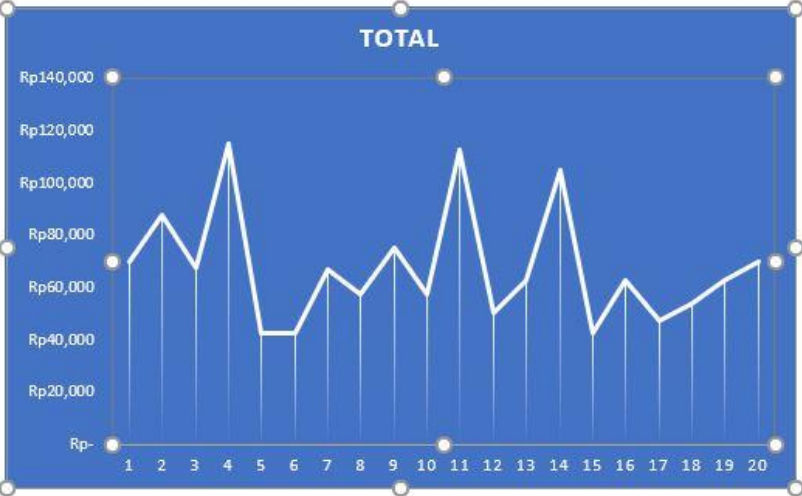 TOTAL
Rp140,000
Rp120,000
Rp100,000
Rp80,000
Rp60,000
Rp40,000
Rp20,000
Rp-
1 2 3 4 5 6 7 8 9 10 11 12 13 14 15 16 17 18 19 20